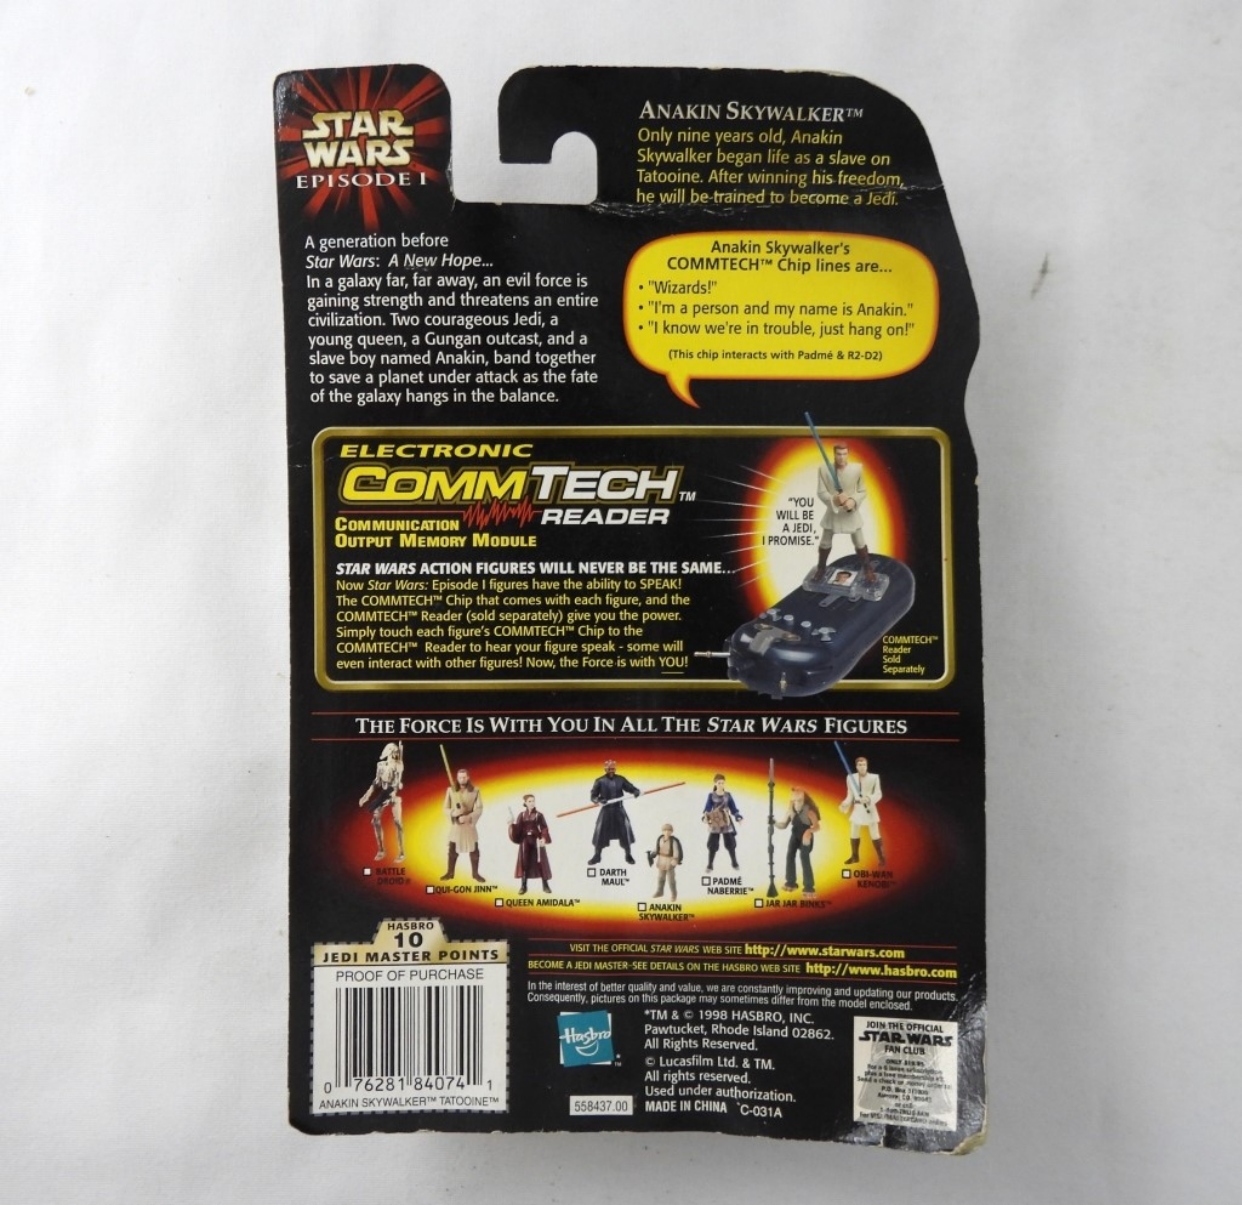 STAR
WARS
EPISODE I
ANAKIN SKYWALKER™
Only nine years old, Anakin
Skywalker began life as a slave on
Tatooine. After winning his freedom,
he will be trained to become a Jedi.
A generation before
Star Wars: A New Hope...
In a galaxy far, far away, an evil force is
gaining strength and threatens an entire
civilization. Two courageous Jedi, a
young queen, a Gungan outcast, and a
slave boy named Anakin, band together
to save a planet under attack as the fate
of the galaxy hangs in the balance.
Anakin Skywalker's
COMMTECH™ Chip lines are...
• "Wizards!"
• "I'm a person and my name is Anakin."
• "I know we're in trouble, just hang on!"
(This chip interacts with Padmé & R2-D2)
ELECTRONIC
COMMTECH™
READER
COMMUNICATION
OUTPUT MEMORY MODULE
STAR WARS ACTION FIGURES WILL NEVER BE THE SAME...
Now Star Wars: Episode I figures have the ability to SPEAK!
The COMMTECH™ Chip that comes with each figure, and the
COMMTECH™ Reader (sold separately) give you the power.
Simply touch each figure's COMMTECH™ Chip to the
COMMTECH™ Reader to hear your figure speak - some will
even interact with other figures! Now, the Force is with YOU!
"YOU
WILL BE
A JEDI,
I PROMISE."
COMMTECH™
Reader
Sold
Separately
THE FORCE IS WITH YOU IN ALL THE STAR WARS FIGURES
BATTLE
DROID®
QUI-GON JINN™
QUEEN AMIDALA™
DARTH
MAUL™
ANAKIN
SKYWALKER™
PADMÉ
NABERRIE™
JAR JAR BINKS™
OBI-WAN
KENOBI™
HASBRO
10
JEDI MASTER POINTS
PROOF OF PURCHASE
0 76281 84074 1
ANAKIN SKYWALKER™ TATOOINE™
VISIT THE OFFICIAL STAR WARS WEB SITE http://www.starwars.com
BECOME A JEDI MASTER-SEE DETAILS ON THE HASBRO WEB SITE http://www.hasbro.com
In the interest of better quality and value, we are constantly improving and updating our products.
Consequently, pictures on this package may sometimes differ from the model enclosed.
Hasbro™
*TM & © 1998 HASBRO, INC.
Pawtucket, Rhode Island 02862.
All Rights Reserved.
© Lucasfilm Ltd. & TM.
All rights reserved.
Used under authorization.
558437.00 MADE IN CHINA C-031A
JOIN THE OFFICIAL
STAR WARS
FAN CLUB